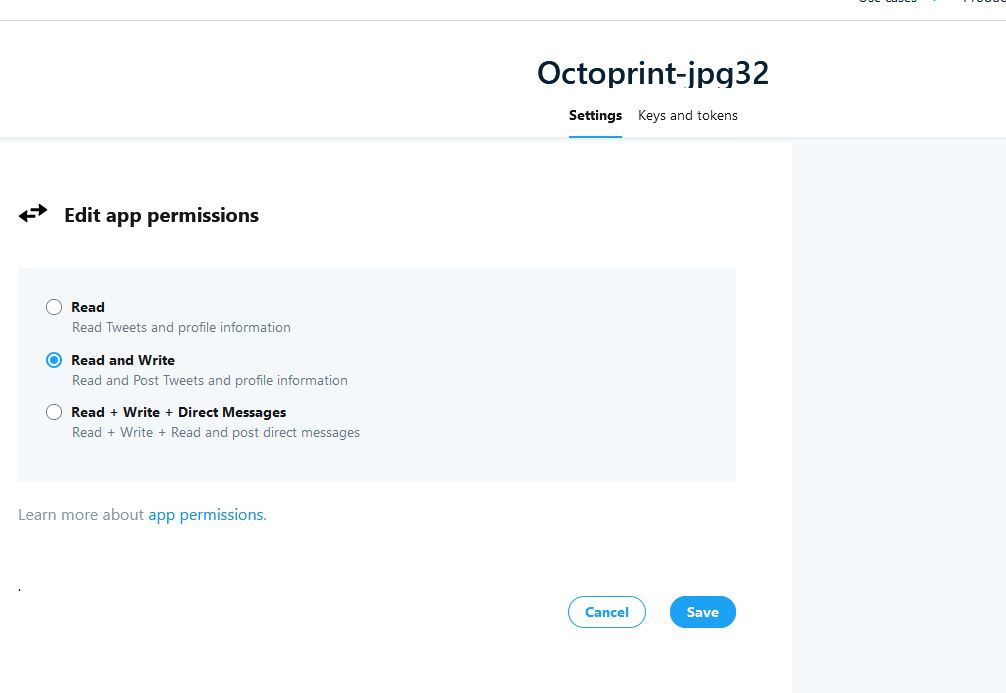 Use cases
Octoprint-jpg32
Settings Keys and tokens
Edit app permissions
Read
Read Tweets and profile information
Read and Write
Read and Post Tweets and profile information
Read + Write + Direct Messages
Read + Write + Read and post direct messages
Learn more about app permissions.
.
Cancel Save